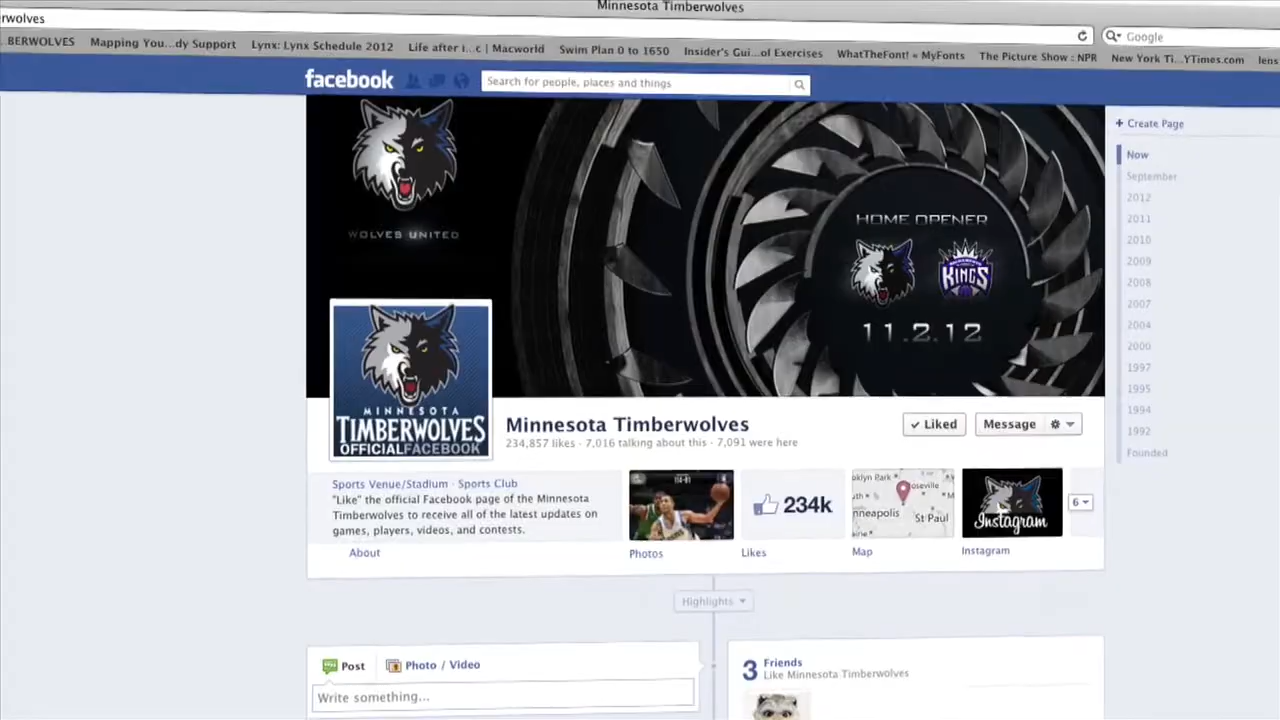 Minnesota Timberwolves
rwolves
Google
BERWOLVES
Mapping You...dy Support
Lynx: Lynx Schedule 2012
Life after i...c | Macworld
Swim Plan 0 to 1650
Insider's Gui...of Exercises
WhatTheFont! « MyFonts
The Picture Show : NPR
New York Ti...YTimes.com
lens
facebook
Search for people, places and things
WOLVES UNITED
HOME OPENER
KINGS
11.2.12
+ Create Page
Now
September
2012
2011
2010
2009
2008
2007
2004
2000
1997
1995
1994
1992
Founded
MINNESOTA
TIMBERWOLVES
OFFICIALFACEBOOK
Minnesota Timberwolves
234,857 likes · 7,016 talking about this · 7,091 were here
Liked
Message
Sports Venue/Stadium · Sports Club
"Like" the official Facebook page of the Minnesota
Timberwolves to receive all of the latest updates on
games, players, videos, and contests.
About
Photos
234k
Likes
oklyn Park
Roseville
nneapolis
St Paul
Map
Instagram
Instagram
6
Highlights
Post
Photo / Video
Write something...
3 Friends
Like Minnesota Timberwolves